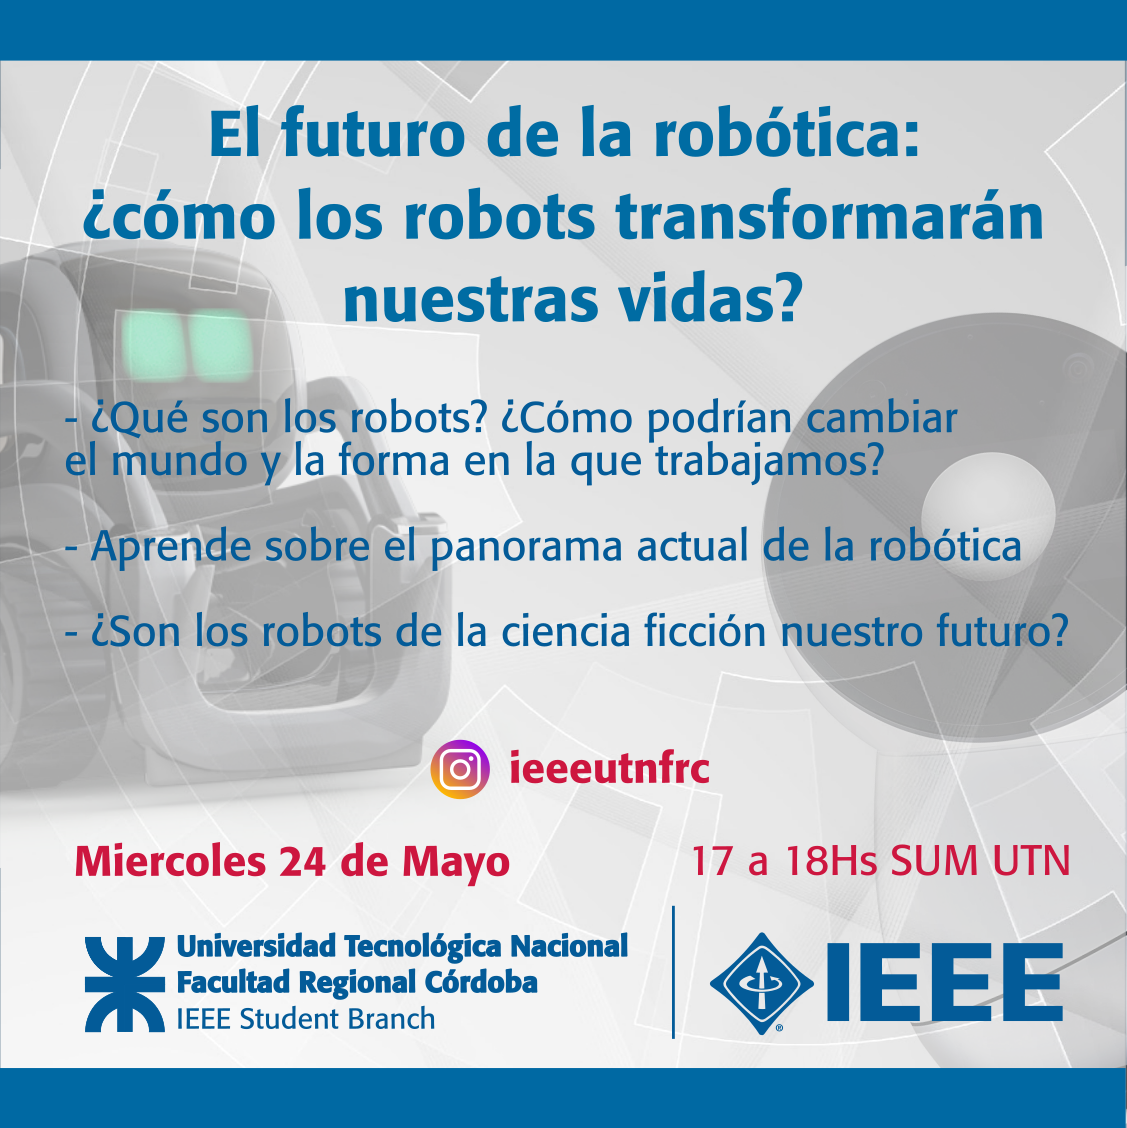 El futuro de la robótica:
¿cómo los robots transformarán
nuestras vidas?
- ¿Qué son los robots? ¿Cómo podrían cambiar
el mundo y la forma en la que trabajamos?
- Aprende sobre el panorama actual de la robótica
- ¿Son los robots de la ciencia ficción nuestro futuro?
ieeeutnfrc
Miercoles 24 de Mayo
17 a 18Hs SUM UTN
Universidad Tecnológica Nacional
Facultad Regional Córdoba
IEEE Student Branch
IEEE
®